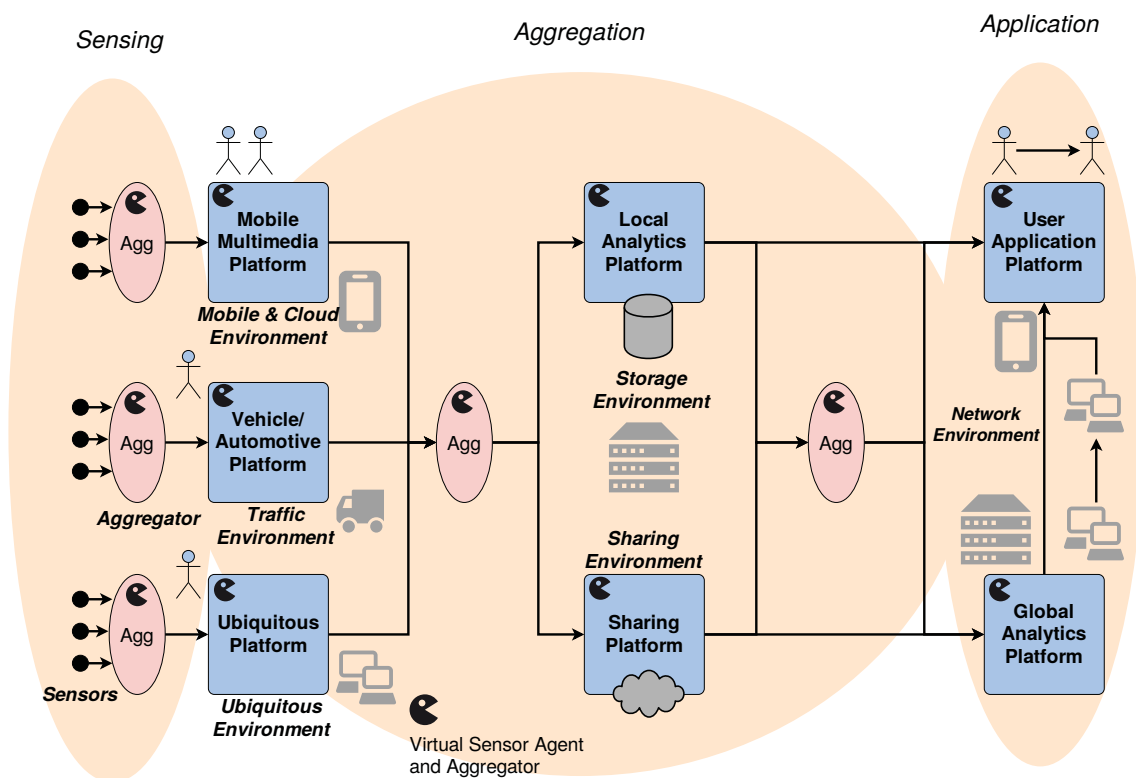 Sensing
Aggregation
Application
Agg
Mobile
Multimedia
Platform
Mobile & Cloud
Environment
Local
Analytics
Platform
Storage
Environment
User
Application
Platform
Agg
Aggregator
Vehicle/
Automotive
Platform
Traffic
Environment
Agg
Agg
Network
Environment
Agg
Sensors
Ubiquitous
Platform
Ubiquitous
Environment
Sharing
Environment
Sharing
Platform
Global
Analytics
Platform
Virtual Sensor Agent
and Aggregator